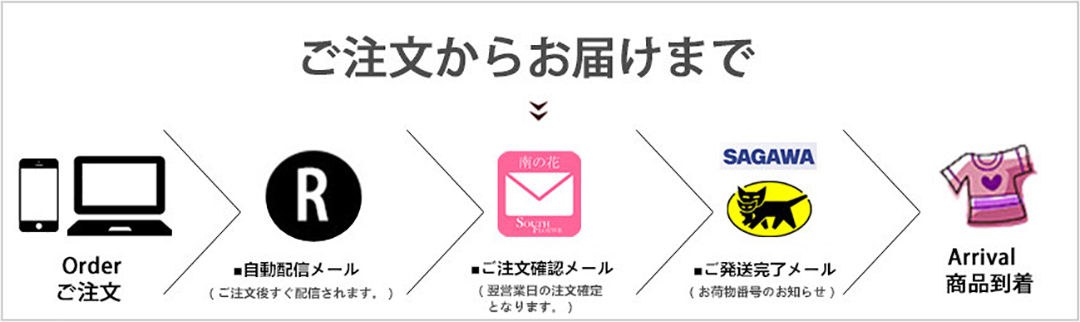 ご注文からお届けまで
Order
ご注文
R
■自動配信メール
(ご注文後すぐ配信されます。)
南の花
SOUTH
FLOWER
■ご注文確認メール
(翌営業日の注文確定
となります。)
SAGAWA
■ご発送完了メール
(お荷物番号のお知らせ)
Arrival
商品到着